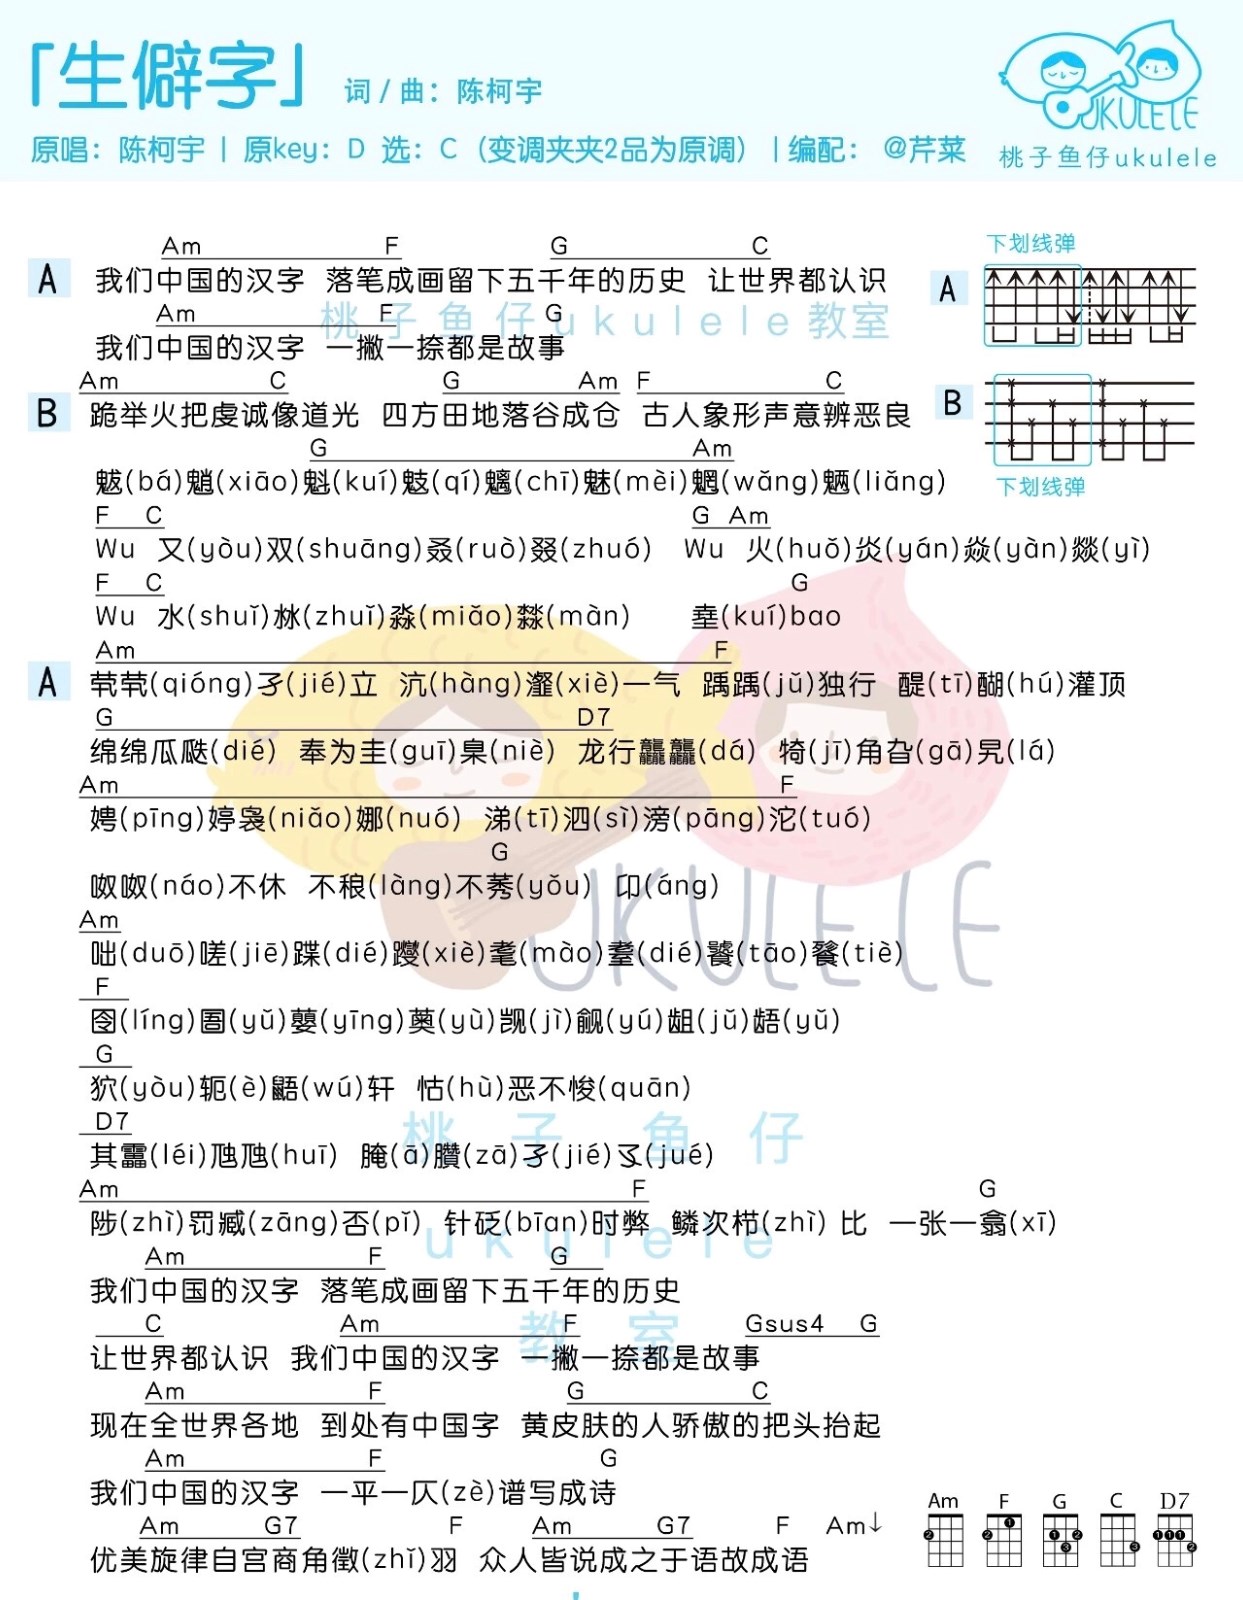 「生僻字」 词 / 曲：陈柯宇
UKULELE
原唱：陈柯宇 | 原key：D 选：C（变调夹夹2品为原调） | 编配： @芹菜
桃子鱼仔ukulele
Am F G C
A 我们中国的汉字 落笔成画留下五千年的历史 让世界都认识
下划线弹
A
Am F G
桃子鱼仔ukulele教室
我们中国的汉字 一撇一捺都是故事
Am C G Am F C
B 跪举火把虔诚像道光 四方田地落谷成仓 古人象形声意辨恶良
B
下划线弹
G Am
魃(bá)魈(xiāo)魁(kuí)鬾(qí)魑(chī)魅(mèi)魍(wǎng)魉(liǎng)
F C G Am
Wu 又(yòu)双(shuāng)叒(ruò)叕(zhuó) Wu 火(huǒ)炎(yán)焱(yàn)燚(yì)
F C G
Wu 水(shuǐ)沝(zhuǐ)淼(miǎo)㵘(màn) 㙓(kuí)bao
Am F
A 茕茕(qióng)孑(jié)立 沆(hàng)瀣(xiè)一气 踽踽(jǔ)独行 醍(tī)醐(hú)灌顶
G D7
绵绵瓜瓞(dié) 奉为圭(guī)臬(niè) 龙行龘龘(dá) 犄(jī)角旮(gā)旯(lá)
Am F
娉(pīng)婷袅(niǎo)娜(nuó) 涕(tī)泗(sì)滂(pāng)沱(tuó)
G
呶呶(náo)不休 不稂(làng)不莠(yǒu) 卬(áng)
Am
咄(duō)嗟(jiē)蹀(dié)躞(xiè)耄(mào)耋(dié)饕(tāo)餮(tiè)
F
囹(líng)圄(yǔ)蘡(yīng)薁(yù)觊(jì)觎(yú)龃(jǔ)龉(yǔ)
G
狖(yòu)轭(è)鼯(wú)轩 怙(hù)恶不悛(quān)
D7
其靁(léi)虺虺(huī) 腌(ā)臢(zā)孑(jié)孓(jué)
Am F G
陟(zhì)罚臧(zāng)否(pǐ) 针砭(bīan)时弊 鳞次栉(zhì) 比 一张一翕(xī)
Am F G
我们中国的汉字 落笔成画留下五千年的历史
C Am F Gsus4 G
让世界都认识 我们中国的汉字 一撇一捺都是故事
Am F G C
现在全世界各地 到处有中国字 黄皮肤的人骄傲的把头抬起
Am F G
我们中国的汉字 一平一仄(zè)谱写成诗
Am G7 F Am G7 F Am↓
优美旋律自宫商角徵(zhǐ)羽 众人皆说成之于语故成语
Am F G C D7
UKULELE
桃子鱼仔
ukulele
教室